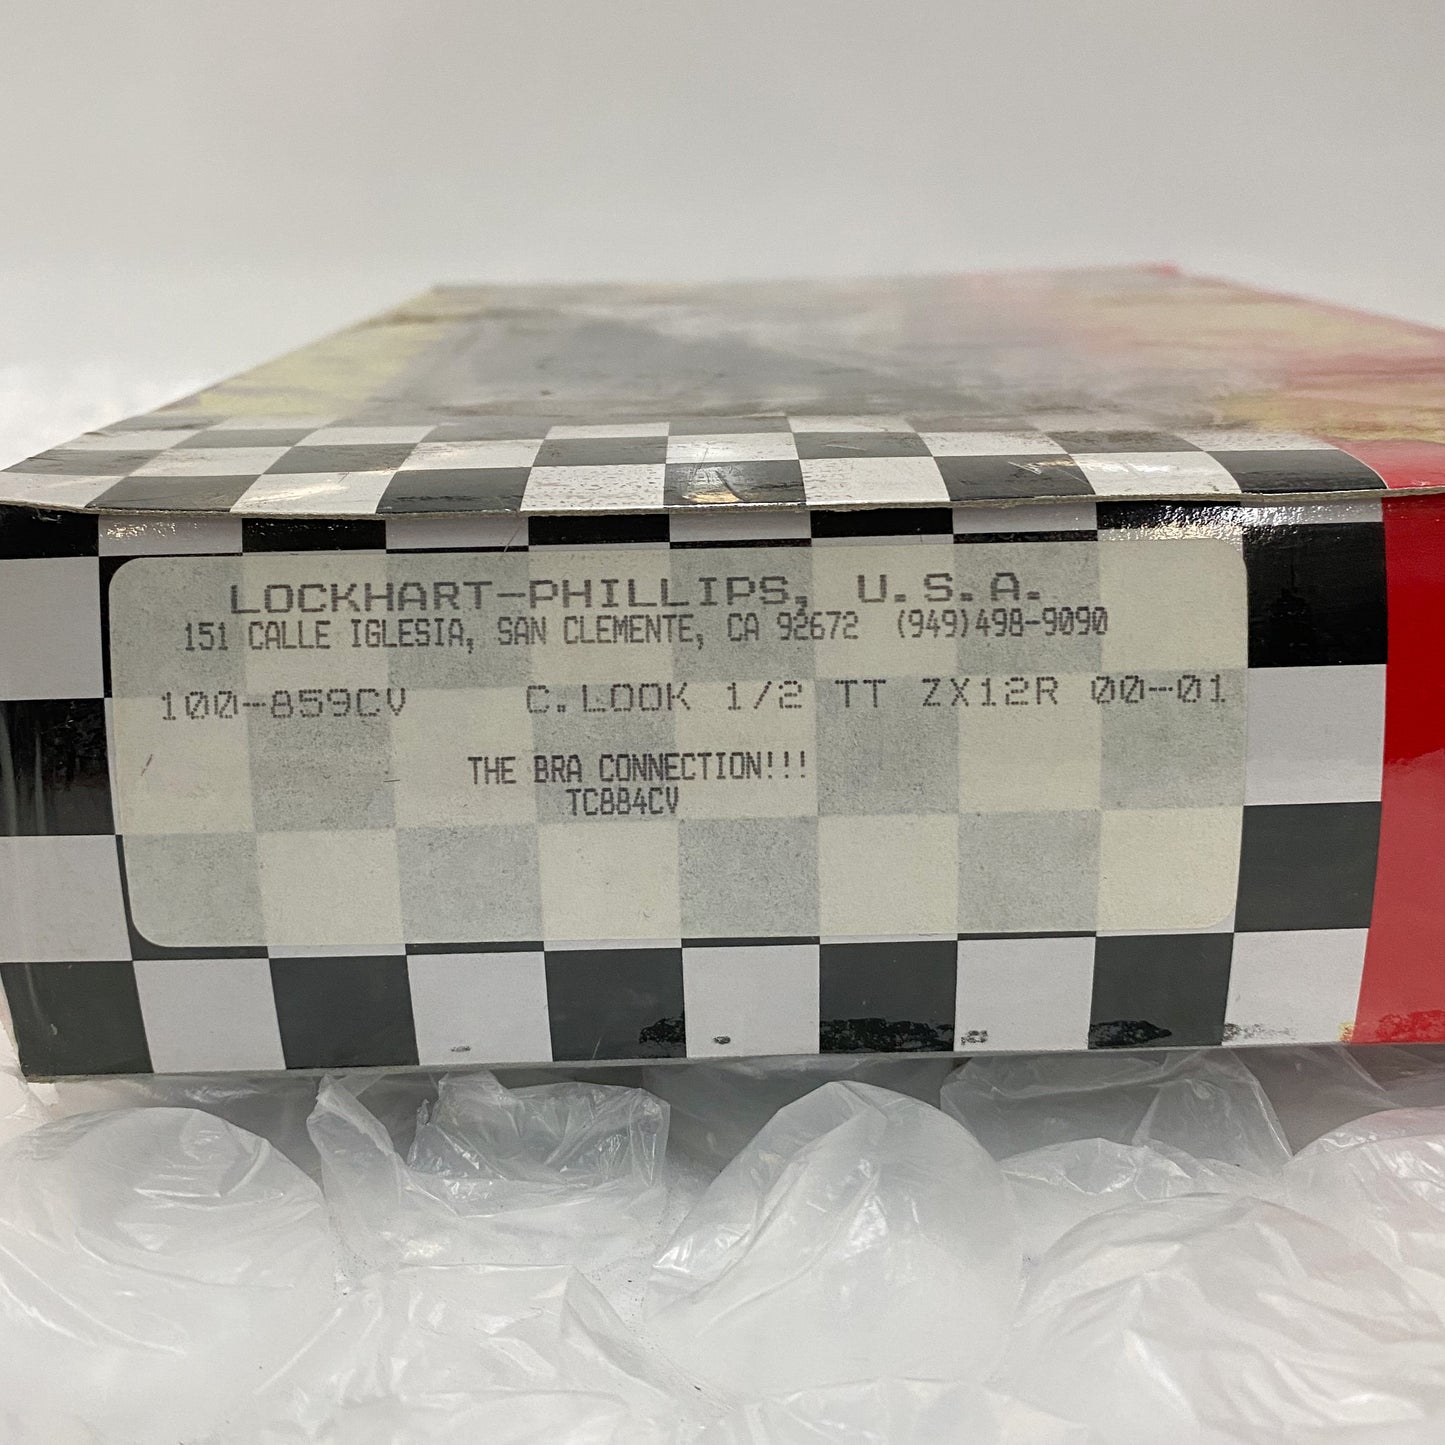 LOCKHART-PHILLIPS, U.S.A.
151 CALLE IGLESIA, SAN CLEMENTE, CA 92672 (949)498-9090
100-859CV C.LOOK 1/2 TT ZX12R 00-01
THE BRA CONNECTION!!!
TC884CV